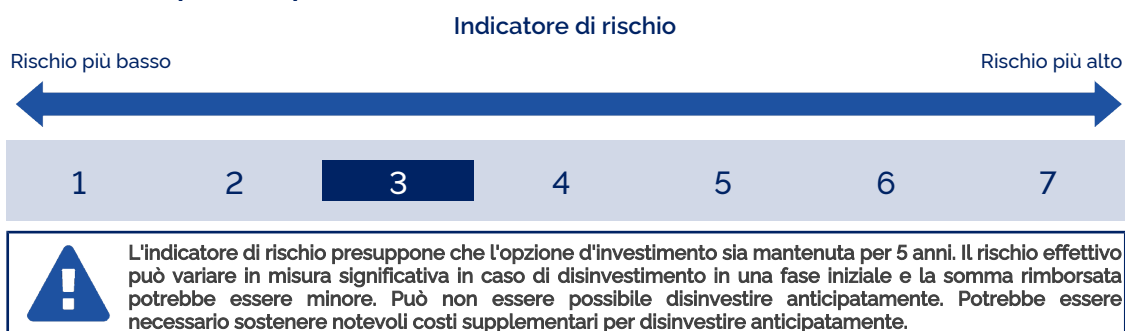 Indicatore di rischio
Rischio più basso Rischio più alto
1 2 3 4 5 6 7
L'indicatore di rischio presuppone che l'opzione d'investimento sia mantenuta per 5 anni. Il rischio effettivo
può variare in misura significativa in caso di disinvestimento in una fase iniziale e la somma rimborsata
potrebbe essere minore. Può non essere possibile disinvestire anticipatamente. Potrebbe essere
necessario sostenere notevoli costi supplementari per disinvestire anticipatamente.